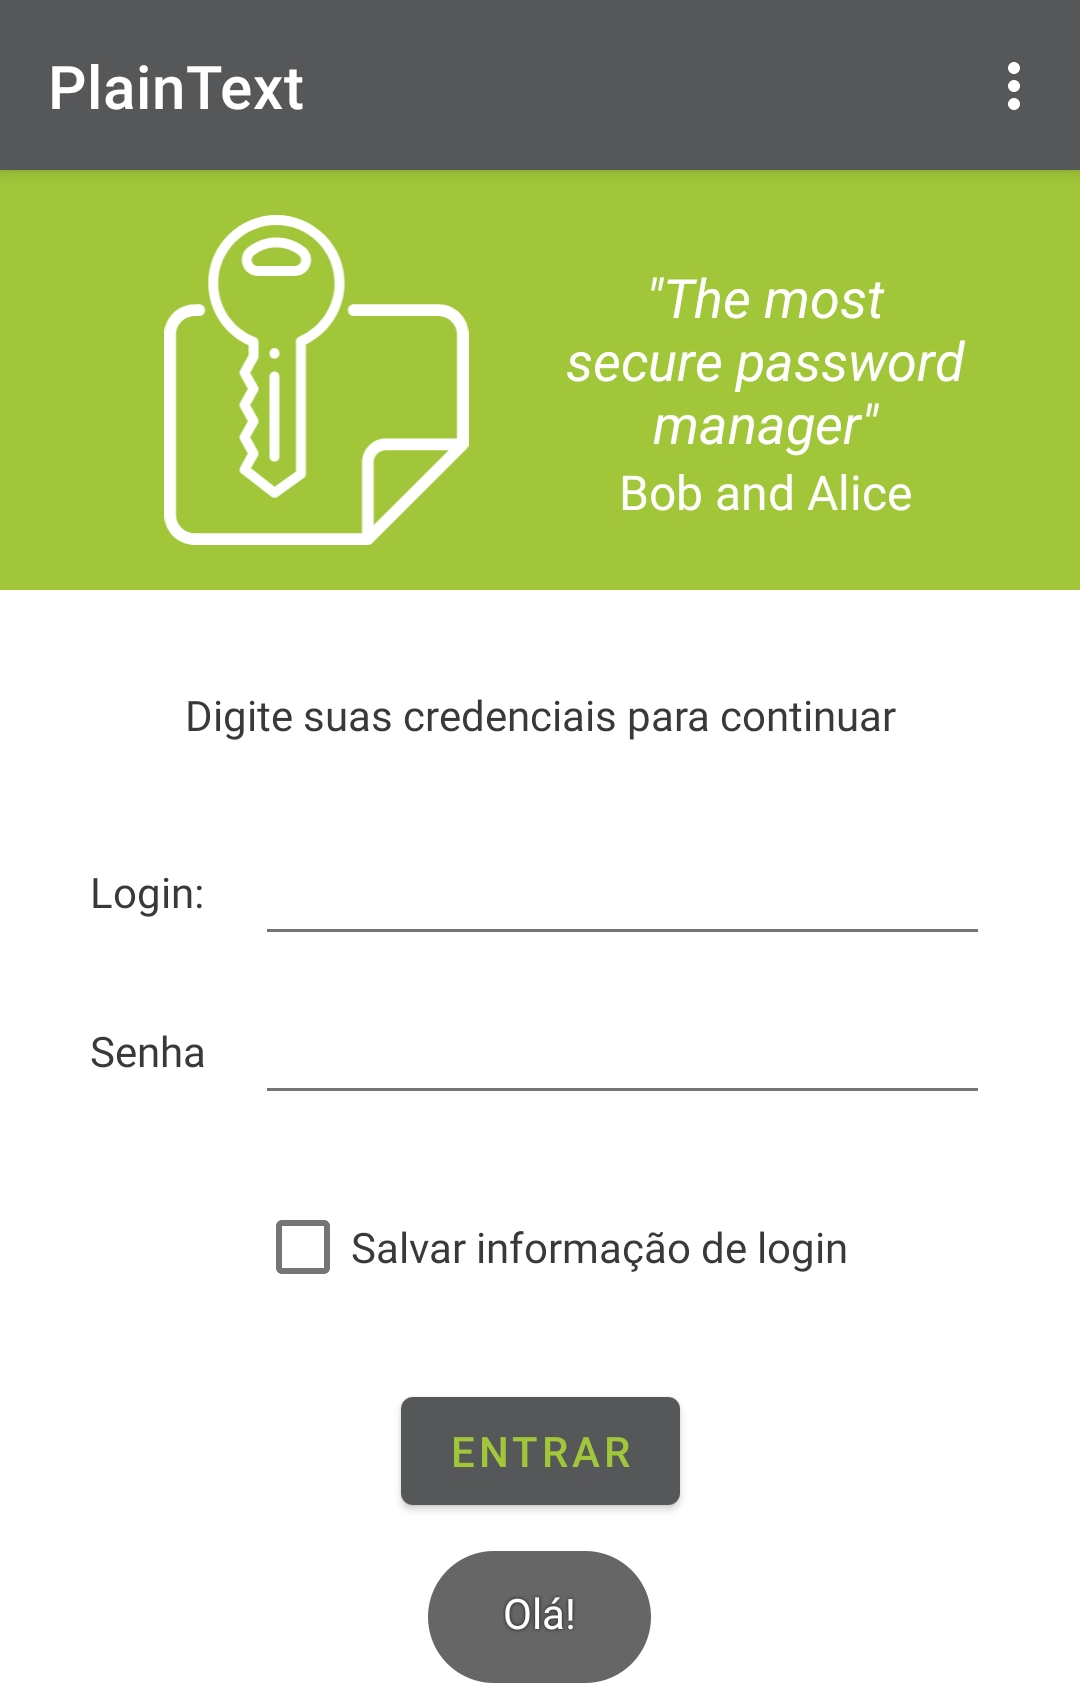 PlainText
"The most
secure password
manager"
Bob and Alice
Digite suas credenciais para continuar
Login:
Senha
Salvar informação de login
ENTRAR
Olá!